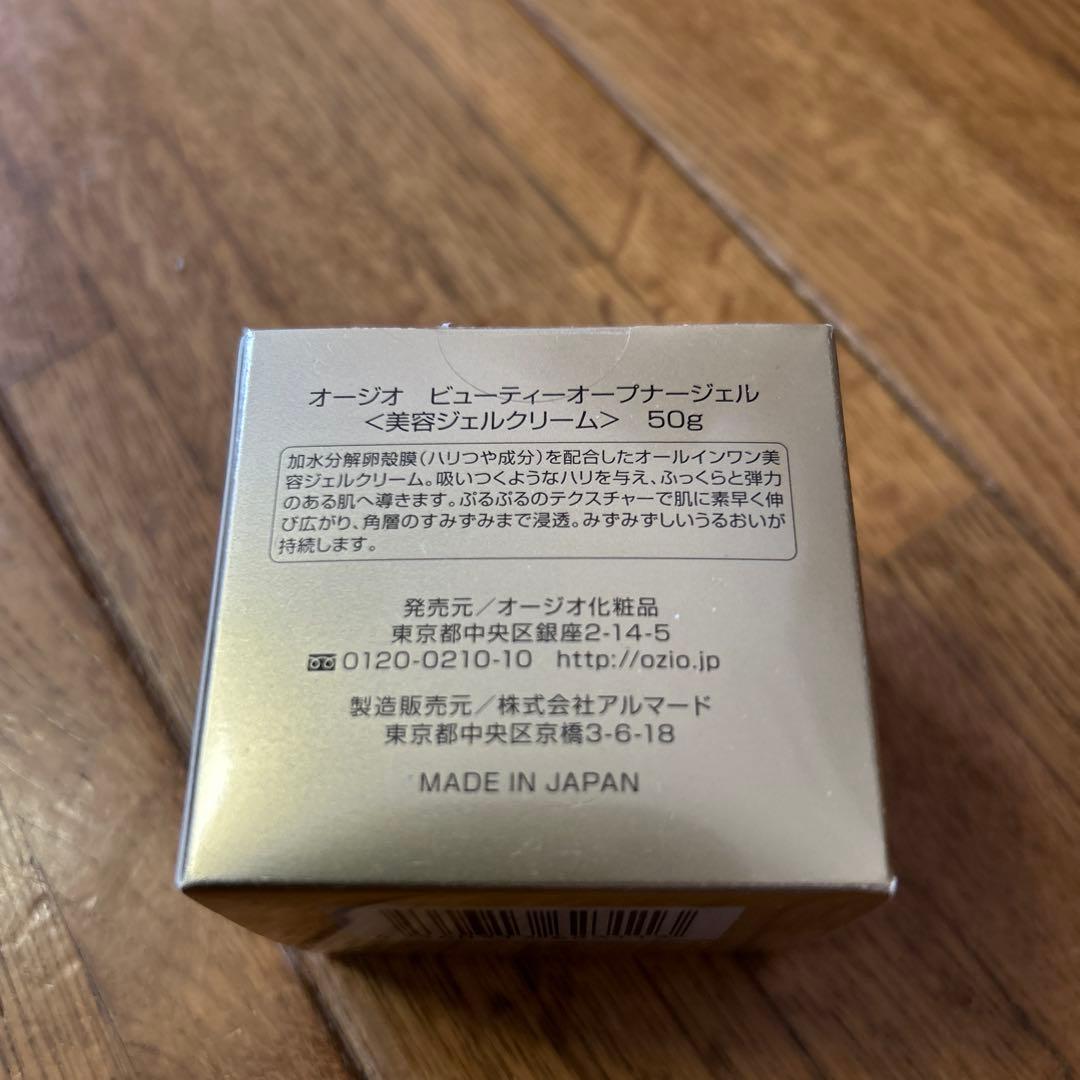 オージオ　ビューティーオープナージェル
＜美容ジェルクリーム＞　50g
加水分解卵殻膜（ハリつや成分）を配合したオールインワン美
容ジェルクリーム。吸いつくようなハリを与え、ふっくらと弾力
のある肌へ導きます。ぷるぷるのテクスチャーで肌に素早く伸
び広がり、角層のすみずみまで浸透。みずみずしいうるおいが
持続します。
発売元／オージオ化粧品
東京都中央区銀座2-14-5
0120-0210-10　http://ozio.jp
製造販売元／株式会社アルマード
東京都中央区京橋3-6-18
MADE IN JAPAN